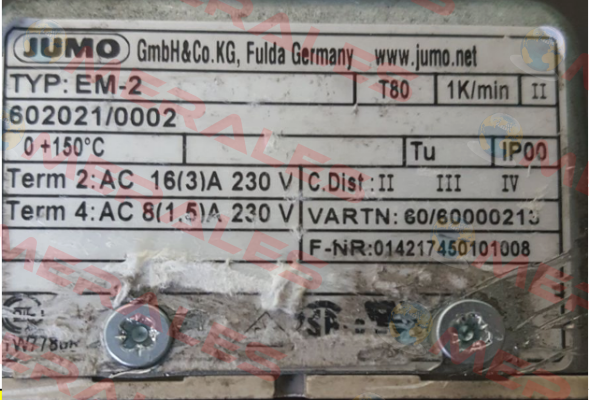 JUMO GmbH&Co.KG, Fulda Germany www.jumo.net
TYP: EM-2 T80 1K/min II
602021/0002
0 +150°C Tu IP00
Term 2: AC 16(3)A 230 V C.Dist: II III IV
Term 4: AC 8(1.5)A 230 V VARTN: 60/60000213
F-NR:014217450101008